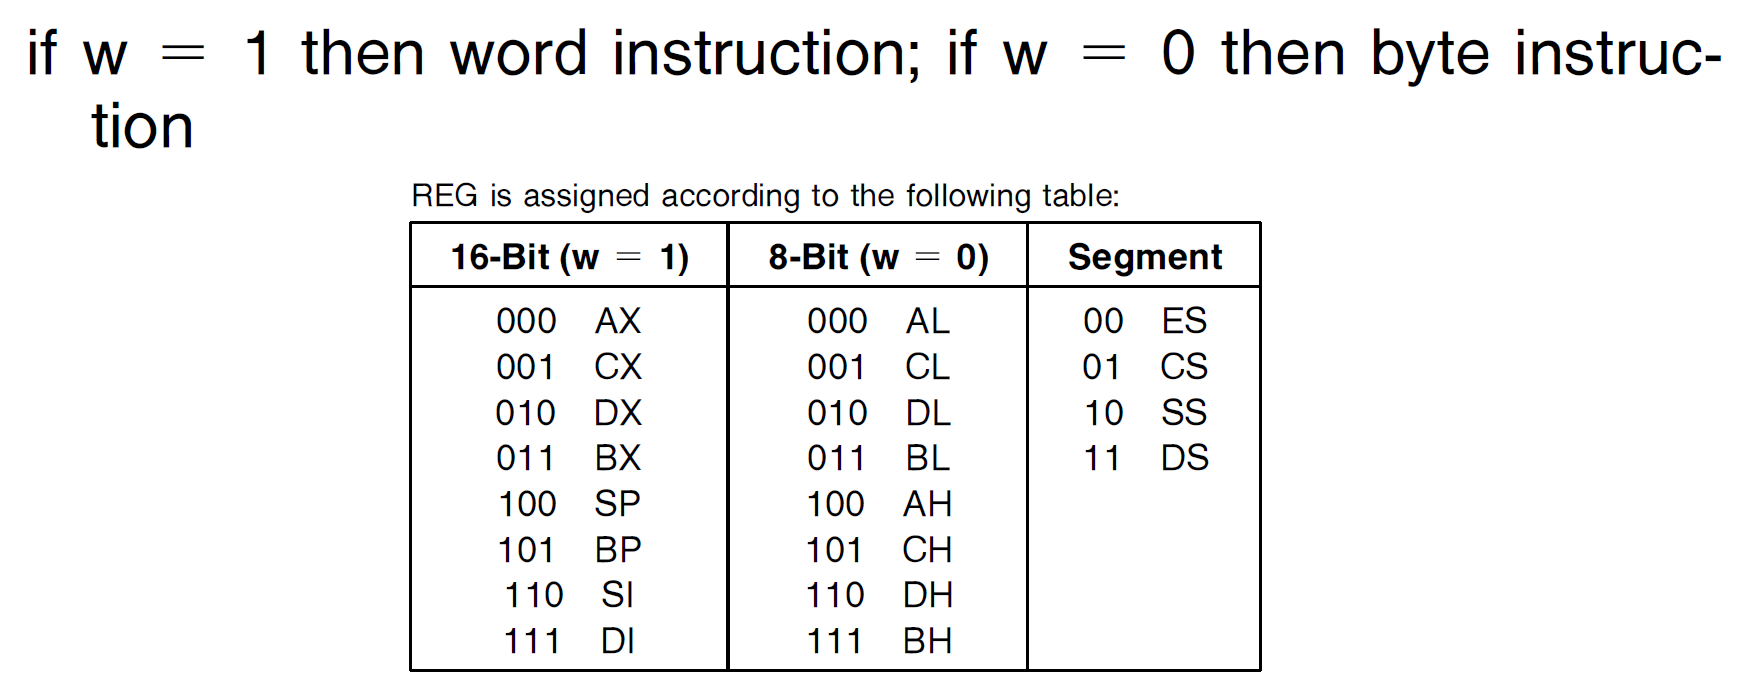 if w = 1 then word instruction; if w = 0 then byte instruc-
tion
REG is assigned according to the following table:
16-Bit (w = 1) 8-Bit (w = 0) Segment
000 AX 000 AL 00 ES
001 CX 001 CL 01 CS
010 DX 010 DL 10 SS
011 BX 011 BL 11 DS
100 SP 100 AH
101 BP 101 CH
110 SI 110 DH
111 DI 111 BH